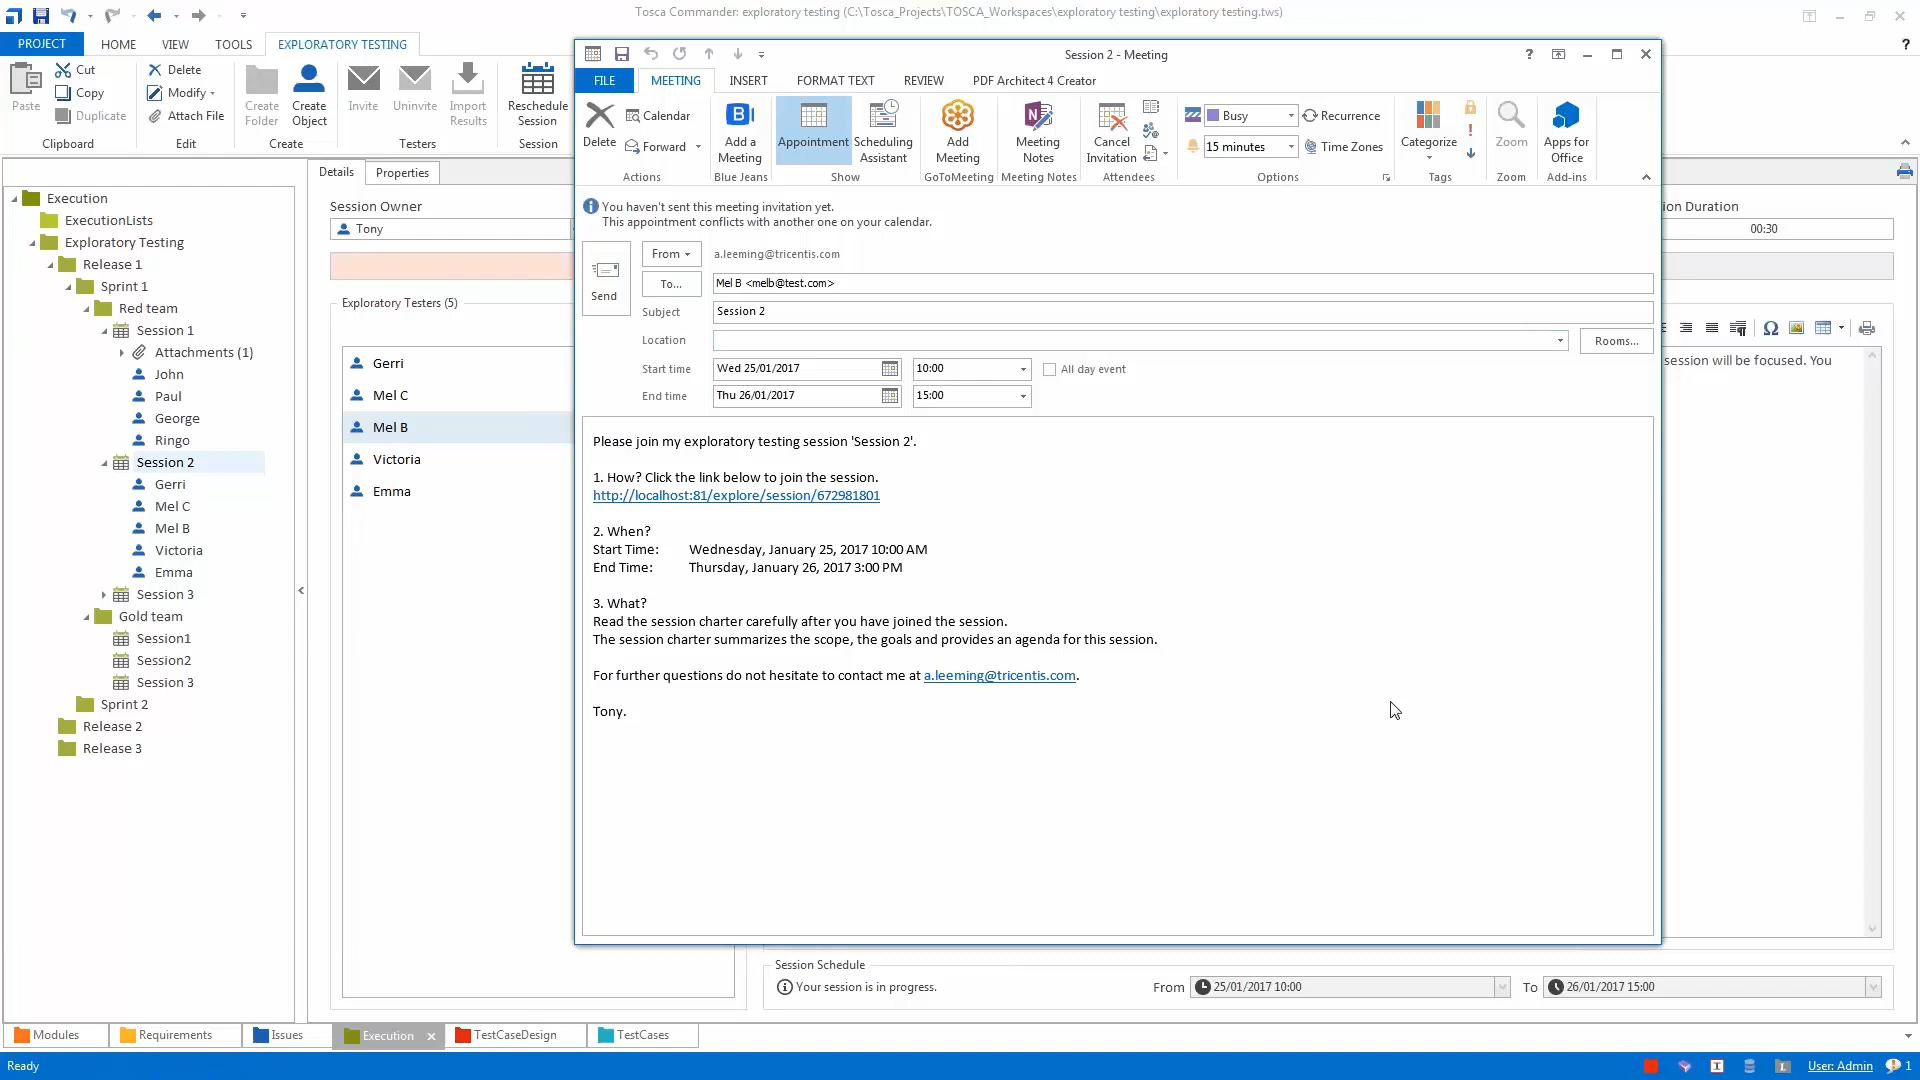 Tosca Commander: exploratory testing (C:\Tosca_Projects\TOSCA_Workspaces\exploratory testing\exploratory testing.tws)
PROJECT HOME VIEW TOOLS EXPLORATORY TESTING
Paste
Cut
Copy
Duplicate
Clipboard
Delete
Modify
Attach File
Edit
Create Folder
Create Object
Create
Invite
Uninvite
Import Results
Testers
Reschedule Session
Session
Execution
ExecutionLists
Exploratory Testing
Release 1
Sprint 1
Red team
Session 1
Attachments (1)
John
Paul
George
Ringo
Session 2
Gerri
Mel C
Mel B
Victoria
Emma
Session 3
Gold team
Session1
Session2
Session 3
Sprint 2
Release 2
Release 3
Details Properties
Session Owner
Tony
Exploratory Testers (5)
Gerri
Mel C
Mel B
Victoria
Emma
Session 2 - Meeting
FILE MEETING INSERT FORMAT TEXT REVIEW PDF Architect 4 Creator
Delete
Calendar
Forward
Actions
B
Add a Meeting
Blue Jeans
Appointment
Scheduling Assistant
Show
Add Meeting
GoToMeeting
N
Meeting Notes
Meeting Notes
Cancel Invitation
Attendees
Busy
15 minutes
Recurrence
Time Zones
Options
Categorize
Tags
Zoom
Zoom
Apps for Office
Add-ins
You haven't sent this meeting invitation yet.
This appointment conflicts with another one on your calendar.
Send
From a.leeming@tricentis.com
To... Mel B <melb@test.com>
Subject Session 2
Location Rooms...
Start time Wed 25/01/2017 10:00 All day event
End time Thu 26/01/2017 15:00
Please join my exploratory testing session 'Session 2'.
1. How? Click the link below to join the session.
http://localhost:81/explore/session/672981801
2. When?
Start Time: Wednesday, January 25, 2017 10:00 AM
End Time: Thursday, January 26, 2017 3:00 PM
3. What?
Read the session charter carefully after you have joined the session.
The session charter summarizes the scope, the goals and provides an agenda for this session.
For further questions do not hesitate to contact me at a.leeming@tricentis.com.
Tony.
ion Duration
00:30
session will be focused. You
Session Schedule
Your session is in progress. From 25/01/2017 10:00 To 26/01/2017 15:00
Modules Requirements Issues Execution TestCaseDesign TestCases
Ready User: Admin 1